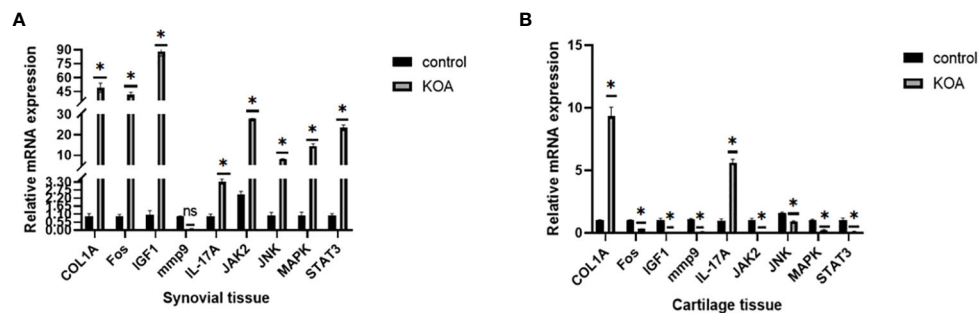 A
Relative mRNA expression
90
75
60
45
30
20
10
3.30
2.75
2.20
1.65
1.10
0.55
0.00
* * * ns * * * * *
COL1A Fos IGF1 mmp9 IL-17A JAK2 JNK MAPK STAT3
Synovial tissue
control
KOA
B
Relative mRNA expression
15
10
5
0
* * * * * * * * *
COL1A Fos IGF1 mmp9 IL-17A JAK2 JNK MAPK STAT3
Cartilage tissue
control
KOA